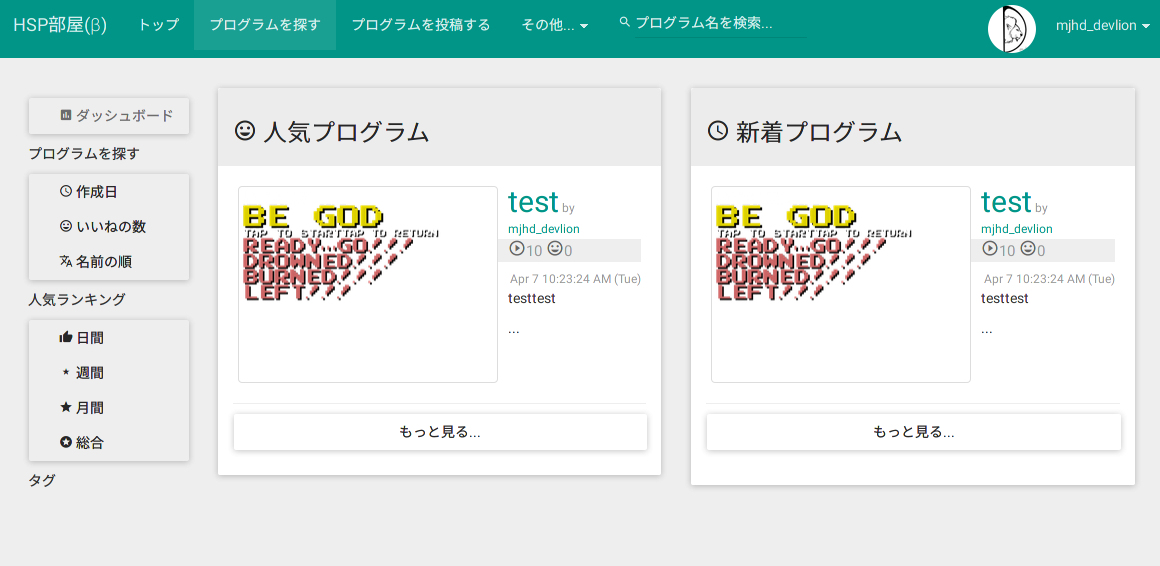 HSP部屋(β) トップ プログラムを探す プログラムを投稿する その他... プログラム名を検索... mjhd_devlion
ダッシュボード
プログラムを探す
作成日
いいねの数
名前の順
人気ランキング
日間
週間
月間
総合
タグ
人気プログラム
BE GOD
TAP TO STARTTAP TO RETURN
READY...GO!!!
DROWNED!!!
BURNED!!!
LEFT!!!
test by
mjhd_devlion
10 0
Apr 7 10:23:24 AM (Tue)
testtest
...
もっと見る...
新着プログラム
BE GOD
TAP TO STARTTAP TO RETURN
READY...GO!!!
DROWNED!!!
BURNED!!!
LEFT!!!
test by
mjhd_devlion
10 0
Apr 7 10:23:24 AM (Tue)
testtest
...
もっと見る...